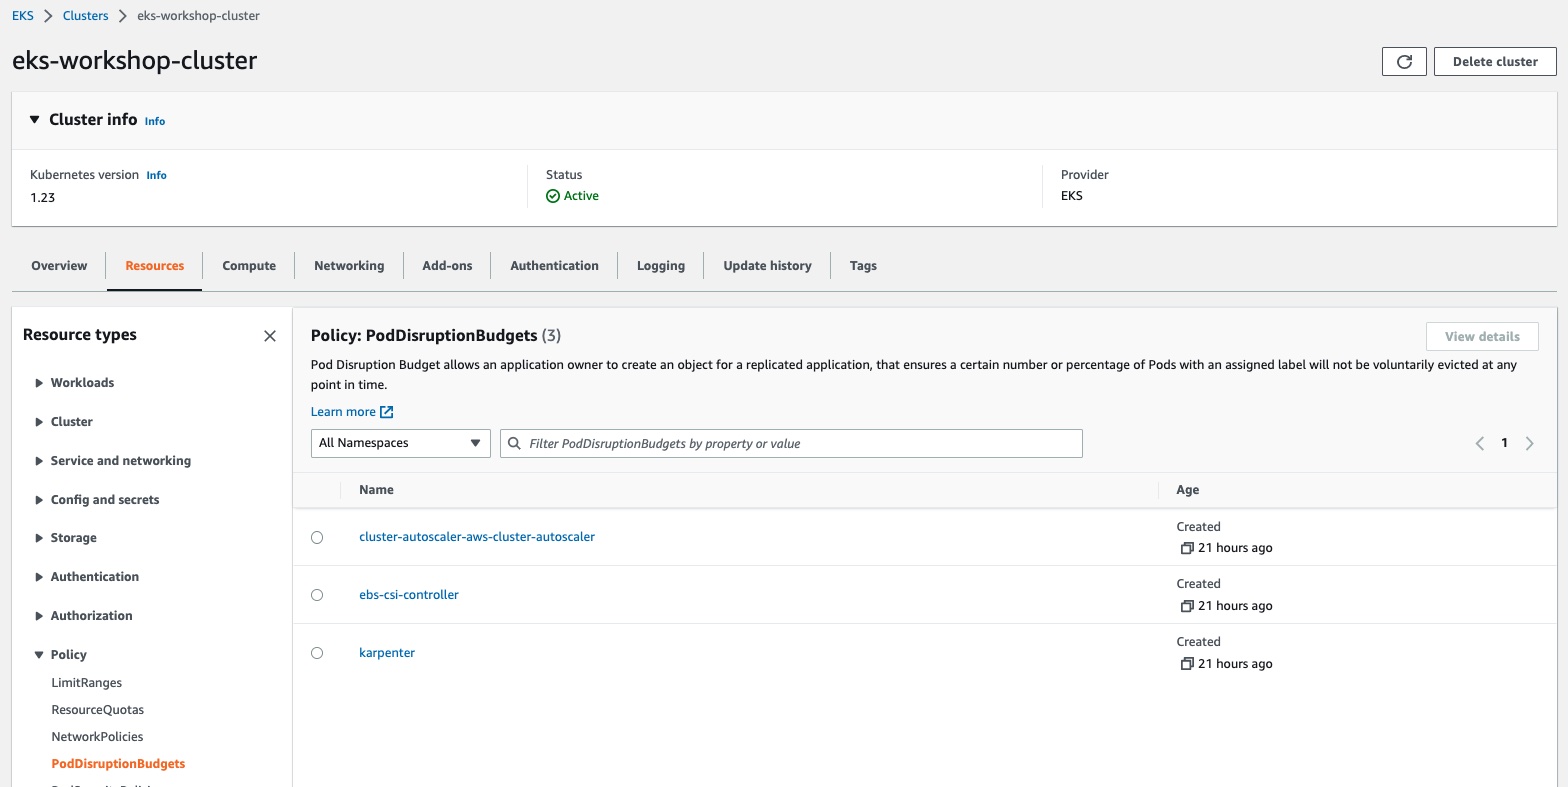 EKS > Clusters > eks-workshop-cluster
eks-workshop-cluster
Delete cluster
Cluster info Info
Kubernetes version Info
1.23
Status
Active
Provider
EKS
Overview Resources Compute Networking Add-ons Authentication Logging Update history Tags
Resource types
Workloads
Cluster
Service and networking
Config and secrets
Storage
Authentication
Authorization
Policy
LimitRanges
ResourceQuotas
NetworkPolicies
PodDisruptionBudgets
Policy: PodDisruptionBudgets (3)
View details
Pod Disruption Budget allows an application owner to create an object for a replicated application, that ensures a certain number or percentage of Pods with an assigned label will not be voluntarily evicted at any
point in time.
Learn more
All Namespaces
Filter PodDisruptionBudgets by property or value
1
Name Age
cluster-autoscaler-aws-cluster-autoscaler
Created
21 hours ago
ebs-csi-controller
Created
21 hours ago
karpenter
Created
21 hours ago